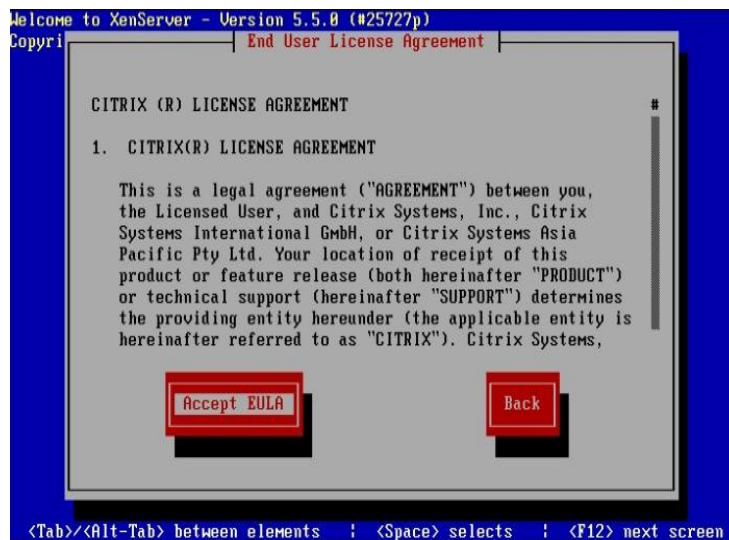 Welcome to XenServer - Version 5.5.0 (#25727p)
Copyri
End User License Agreement
CITRIX (R) LICENSE AGREEMENT #
1. CITRIX(R) LICENSE AGREEMENT
This is a legal agreement ("AGREEMENT") between you,
the Licensed User, and Citrix Systems, Inc., Citrix
Systems International GmbH, or Citrix Systems Asia
Pacific Pty Ltd. Your location of receipt of this
product or feature release (both hereinafter "PRODUCT")
or technical support (hereinafter "SUPPORT") determines
the providing entity hereunder (the applicable entity is
hereinafter referred to as "CITRIX"). Citrix Systems,
Accept EULA Back
<Tab>/<Alt-Tab> between elements ¦ <Space> selects ¦ <F12> next screen